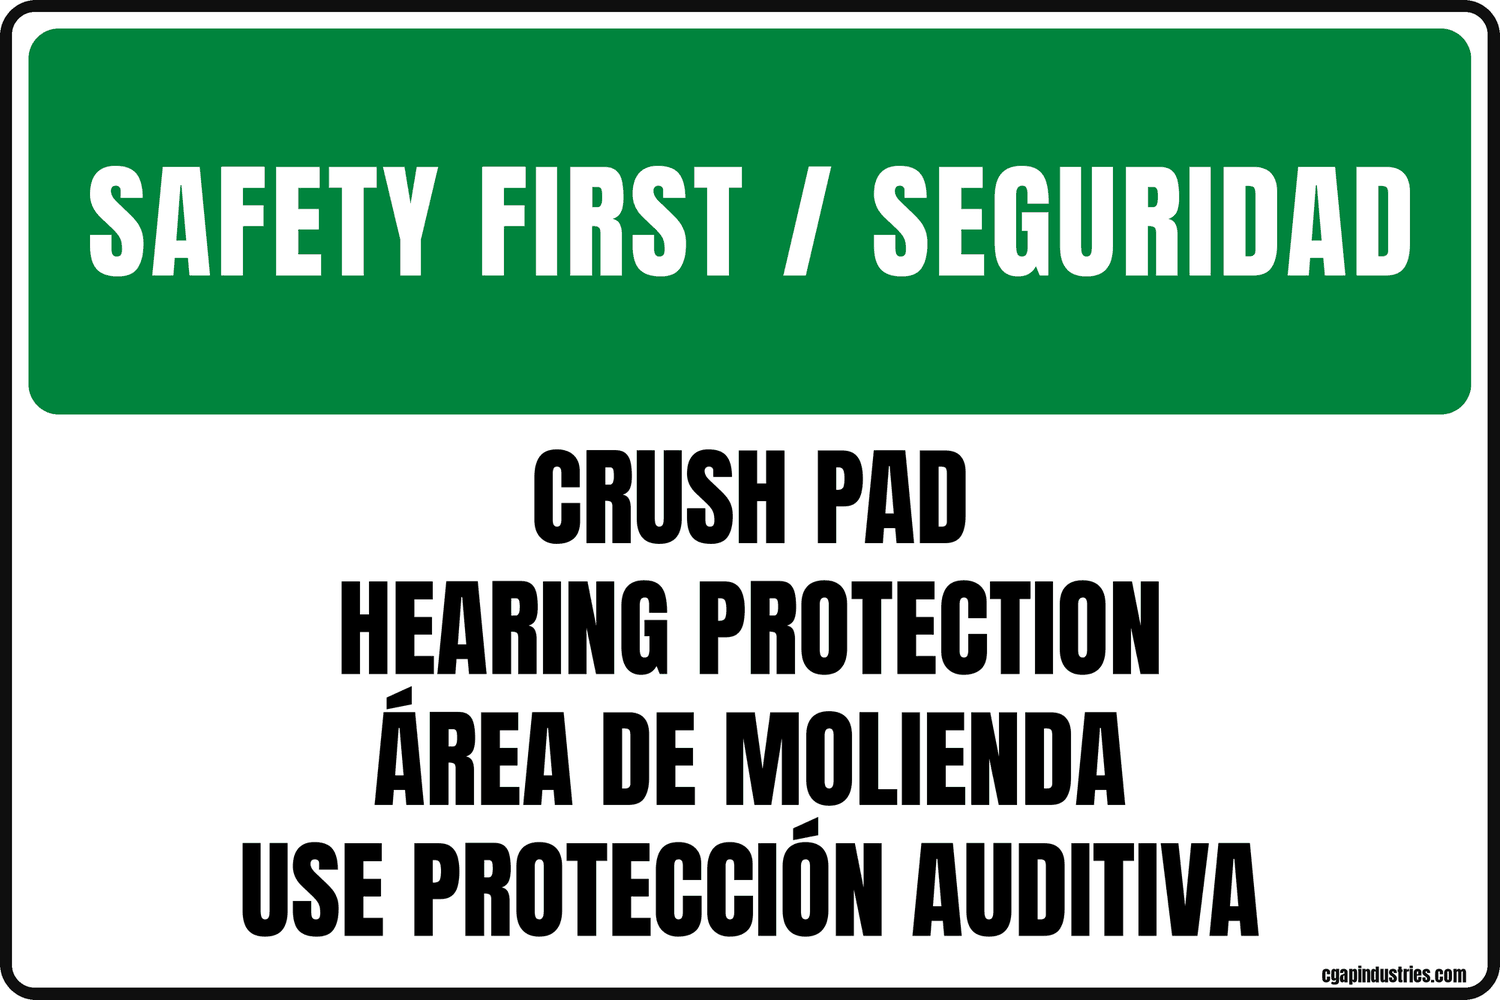 SAFETY FIRST / SEGURIDAD
CRUSH PAD
HEARING PROTECTION
ÁREA DE MOLIENDA
USE PROTECCIÓN AUDITIVA
cgapindustries.com